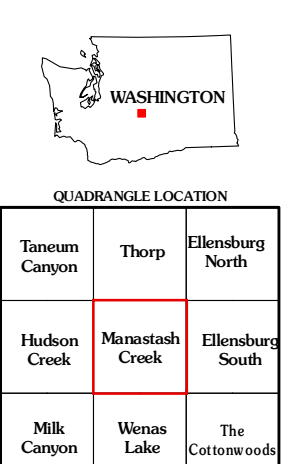 WASHINGTON
QUADRANGLE LOCATION
Taneum
Canyon
Thorp
Ellensburg
North
Hudson
Creek
Manastash
Creek
Ellensburg
South
Milk
Canyon
Wenas
Lake
The
Cottonwoods